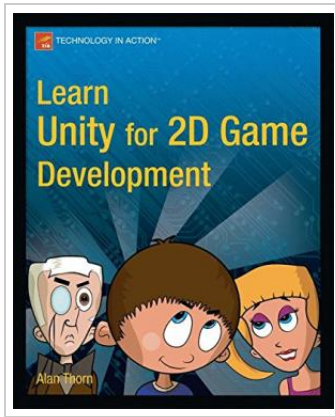 TECHNOLOGY IN ACTION™
Learn
Unity for 2D Game
Development
Alan Thorn